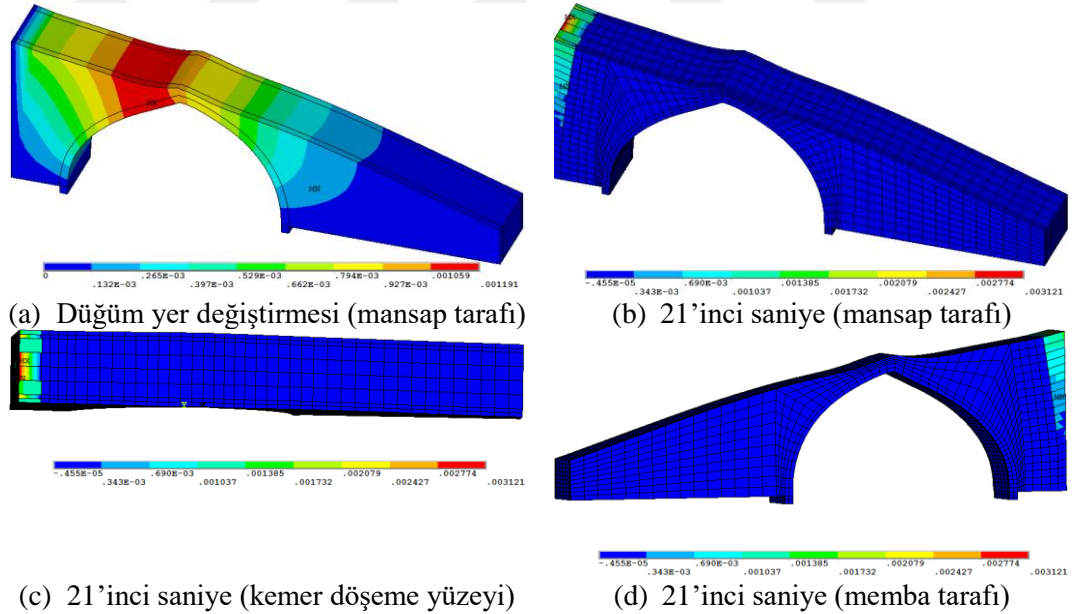 0 .265E-03 .529E-03 .794E-03 .001059
.132E-03 .397E-03 .662E-03 .927E-03 .001191
(a) Düğüm yer değiştirmesi (mansap tarafı)
-.455E-05 .690E-03 .001385 .002079 .002774
.343E-03 .001037 .001732 .002427 .003121
(b) 21’inci saniye (mansap tarafı)
-.455E-05 .690E-03 .001385 .002079 .002774
.343E-03 .001037 .001732 .002427 .003121
(c) 21’inci saniye (kemer döşeme yüzeyi)
-.455E-05 .690E-03 .001385 .002079 .002774
.343E-03 .001037 .001732 .002427 .003121
(d) 21’inci saniye (memba tarafı)